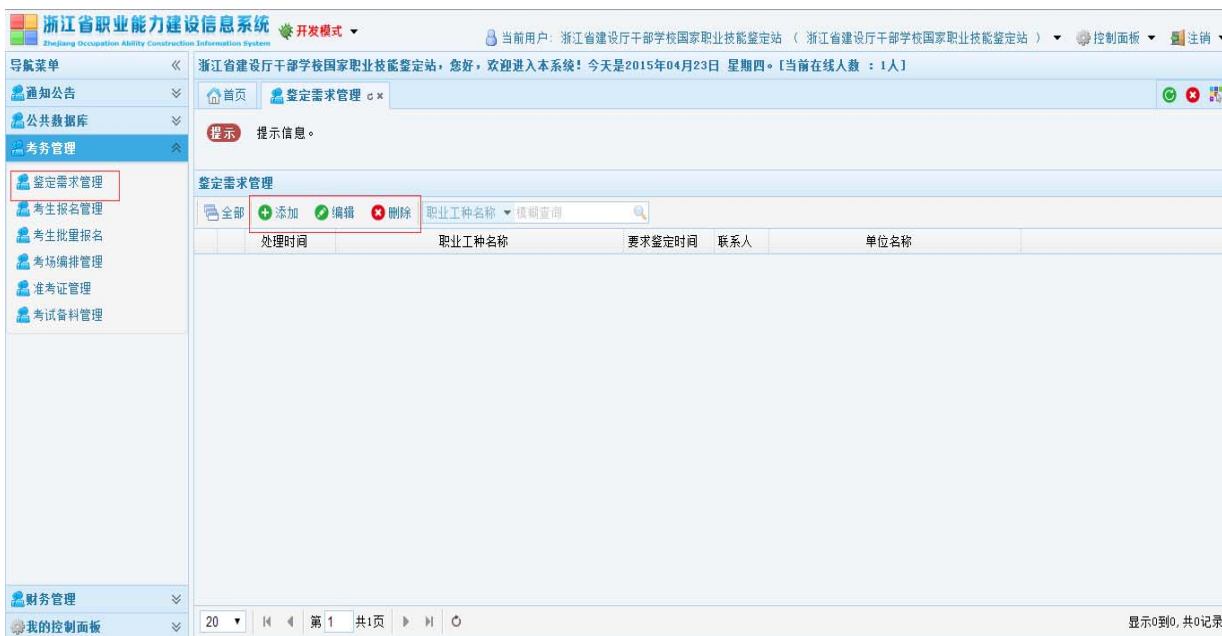 浙江省职业能力建设信息系统
Zhejiang Occupation Ability Construction Information System
开发模式
当前用户: 浙江省建设厅干部学校国家职业技能鉴定站 ( 浙江省建设厅干部学校国家职业技能鉴定站 ) 控制面板 注销
导航菜单
浙江省建设厅干部学校国家职业技能鉴定站，您好，欢迎进入本系统! 今天是2015年04月23日 星期四。[当前在线人数 : 1人]
通知公告
首页 鉴定需求管理
公共数据库
提示 提示信息。
考务管理
鉴定需求管理
考生报名管理
考生批里报名
考场编排管理
准考证管理
考试备料管理
鉴定需求管理
全部 添加 编辑 删除 职业工种名称 模糊查询
处理时间 职业工种名称 要求鉴定时间 联系人 单位名称
财务管理
我的控制面板
20 第 1 共1页 显示0到0, 共0记录